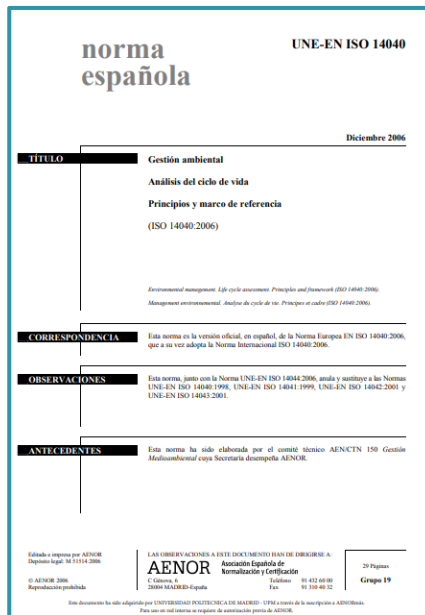 norma
española
UNE-EN ISO 14040
Diciembre 2006
TÍTULO
Gestión ambiental
Análisis del ciclo de vida
Principios y marco de referencia
(ISO 14040:2006)
Environmental management. Life cycle assessment. Principles and framework (ISO 14040:2006).
Management environnemental. Analyse du cycle de vie. Principes et cadre (ISO 14040:2006).
CORRESPONDENCIA
Esta norma es la versión oficial, en español, de la Norma Europea EN ISO 14040:2006,
que a su vez adopta la Norma Internacional ISO 14040:2006.
OBSERVACIONES
Esta norma, junto con la Norma UNE-EN ISO 14044:2006, anula y sustituye a las Normas
UNE-EN ISO 14040:1998, UNE-EN ISO 14041:1999, UNE-EN ISO 14042:2001 y
UNE-EN ISO 14043:2001.
ANTECEDENTES
Esta norma ha sido elaborada por el comité técnico AEN/CTN 150 Gestión
Medioambiental cuya Secretaría desempeña AENOR.
Editada e impresa por AENOR
Depósito legal: M 51514:2006
© AENOR 2006
Reproducción prohibida
LAS OBSERVACIONES A ESTE DOCUMENTO HAN DE DIRIGIRSE A:
AENOR Asociación Española de
Normalización y Certificación
C Génova, 6
28004 MADRID-España
Teléfono 91 432 60 00
Fax 91 310 40 32
29 Páginas
Grupo 19
Este documento ha sido adquirido por UNIVERSIDAD POLITECNICA DE MADRID - UPM a través de la suscripción a AENORmás.
Para uso en red interna se requiere de autorización previa de AENOR.